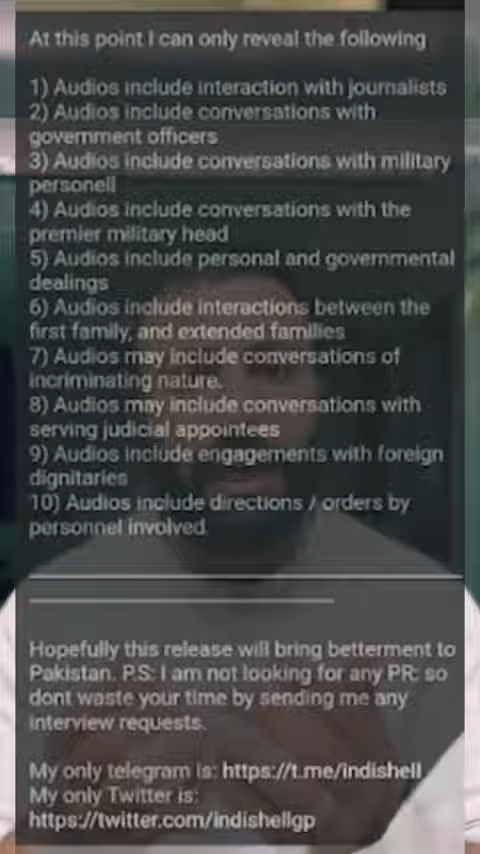 At this point I can only reveal the following
1) Audios include interaction with journalists
2) Audios include conversations with
government officers
3) Audios include conversations with military
personell
4) Audios include conversations with the
premier military head
5) Audios include personal and governmental
dealings
6) Audios include interactions between the
first family, and extended families
7) Audios may include conversations of
incriminating nature.
8) Audios may include conversations with
serving judicial appointees
9) Audios include engagements with foreign
dignitaries
10) Audios include directions / orders by
personnel involved.
Hopefully this release will bring betterment to
Pakistan. P.S: I am not looking for any PR: so
dont waste your time by sending me any
interview requests.
My only telegram is: https://t.me/indishell
My only Twitter is:
https://twitter.com/indishellgp